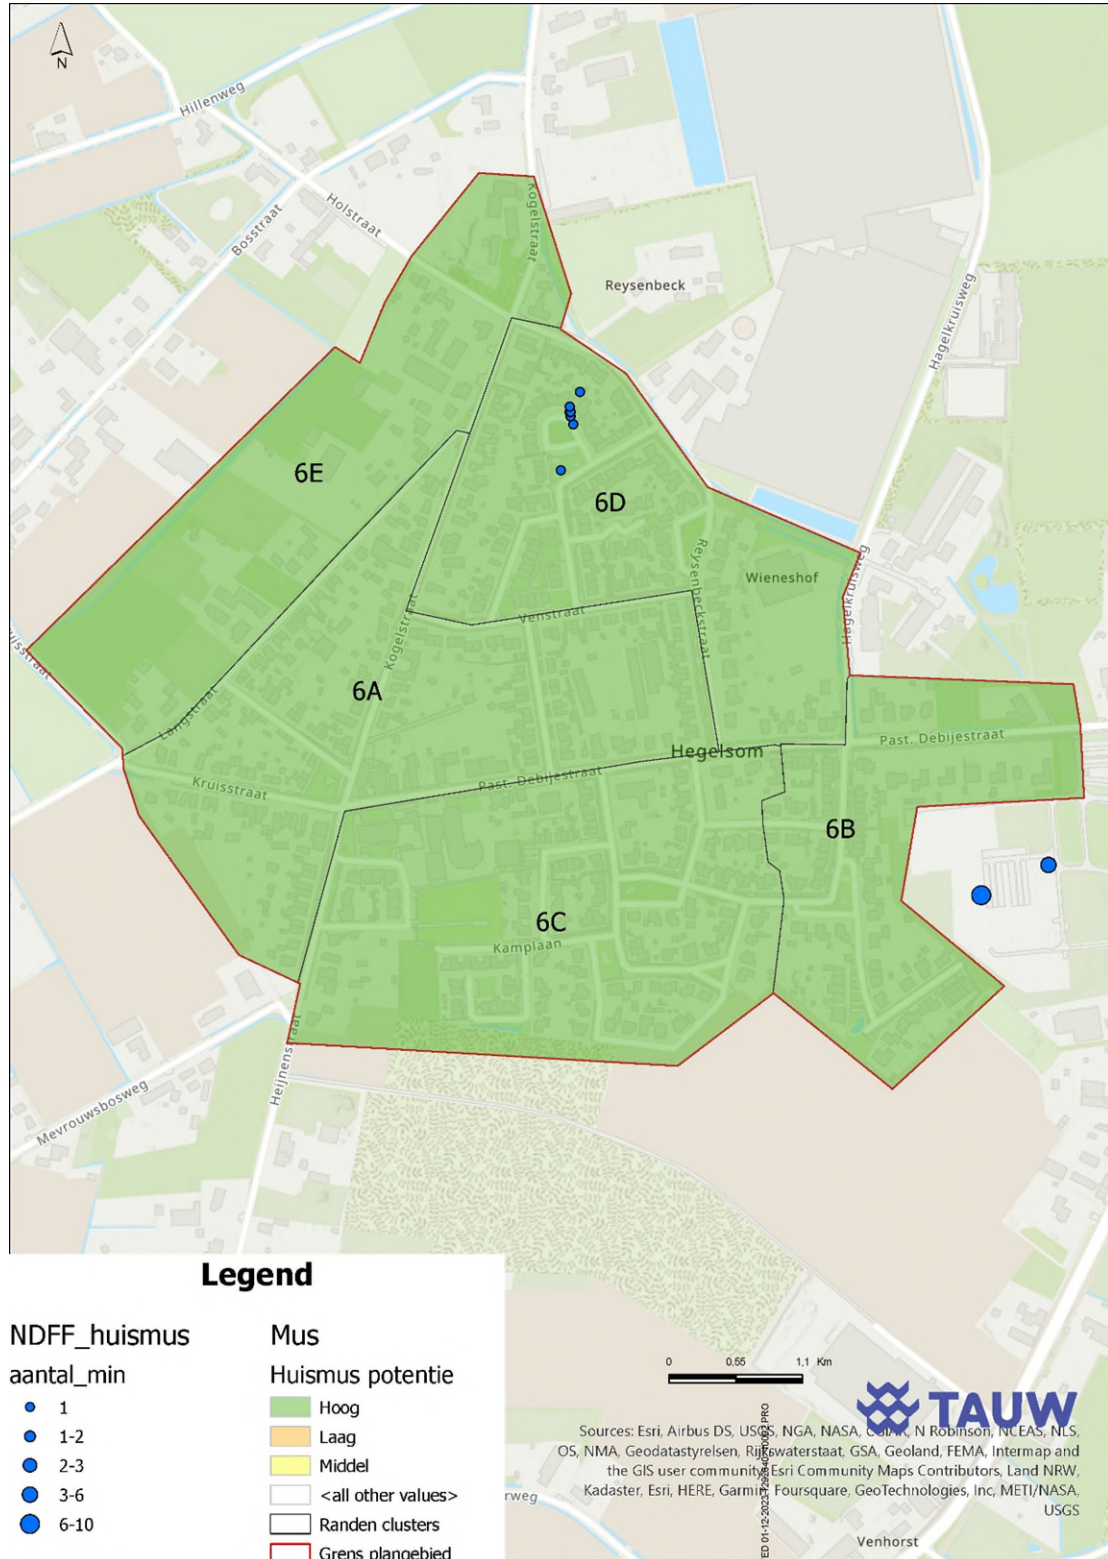 N
Hillenweg
Holstraat
Bosstraat
Kogelstraat
Reysenbeck
Hagelkruisweg
6E
6D
Wieneshof
Reysenbeckstraat
Hagelkruisweg
Venstraat
Kogelstraat
6A
Langstraat
Hegelsom
Past. Debijestraat
Kruisstraat
Past. Debijestraat
6B
6C
Kamplaan
Heijnenstraat
Mevrouwsbosweg
Legend
NDFF_huismus
aantal_min
1
1-2
2-3
3-6
6-10
Mus
Huismus potentie
Hoog
Laag
Middel
<all other values>
Randen clusters
Grens plangebied
0 0,55 1,1 Km
TAUW
Sources: Esri, Airbus DS, USGS, NGA, NASA, CGIAR, N Robinson, NCEAS, NLS,
OS, NMA, Geodatastyrelsen, Rijkswaterstaat, GSA, Geoland, FEMA, Intermap and
the GIS user community, Esri Community Maps Contributors, Land NRW,
Kadaster, Esri, HERE, Garmin, Foursquare, GeoTechnologies, Inc, METI/NASA,
USGS
Venhorst